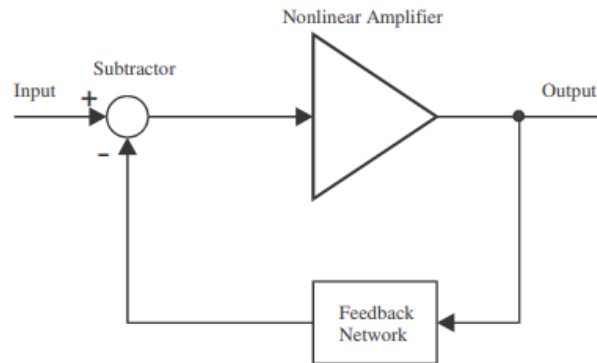 Nonlinear Amplifier
Subtractor
Input
+
Output
-
Feedback
Network